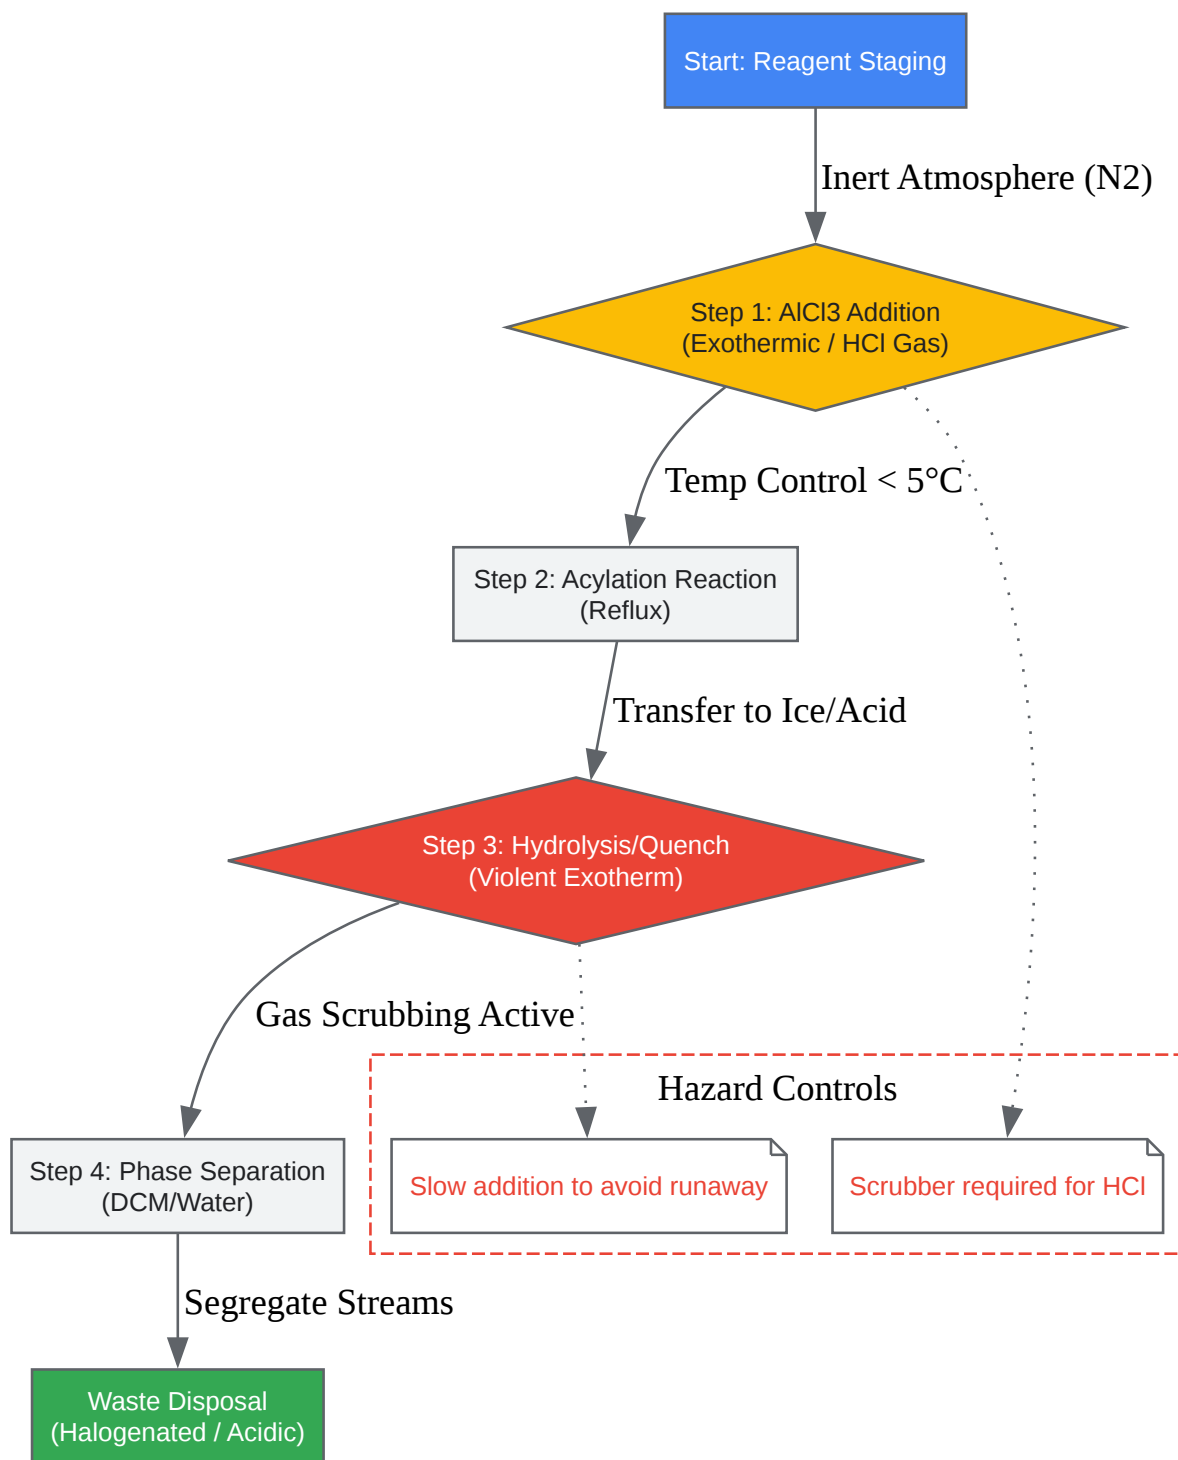 Start: Reagent Staging
Inert Atmosphere (N2)
Step 1: AlCl3 Addition
(Exothermic / HCl Gas)
Temp Control < 5°C
Step 2: Acylation Reaction
(Reflux)
Transfer to Ice/Acid
Step 3: Hydrolysis/Quench
(Violent Exotherm)
Gas Scrubbing Active
Hazard Controls
Step 4: Phase Separation
(DCM/Water)
Slow addition to avoid runaway
Scrubber required for HCl
Segregate Streams
Waste Disposal
(Halogenated / Acidic)